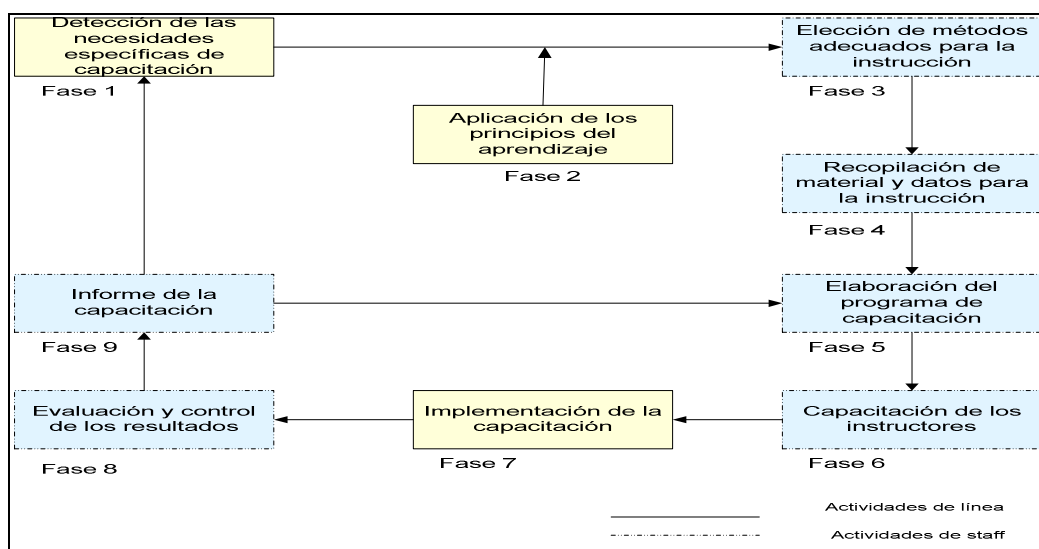 Detección de las
necesidades
específicas de
capacitación
Fase 1
Aplicación de los
principios del
aprendizaje
Fase 2
Elección de métodos
adecuados para la
instrucción
Fase 3
Recopilación de
material y datos para
la instrucción
Fase 4
Informe de la
capacitación
Fase 9
Elaboración del
programa de
capacitación
Fase 5
Evaluación y control
de los resultados
Fase 8
Implementación de la
capacitación
Fase 7
Capacitación de los
instructores
Fase 6
Actividades de línea
Actividades de staff